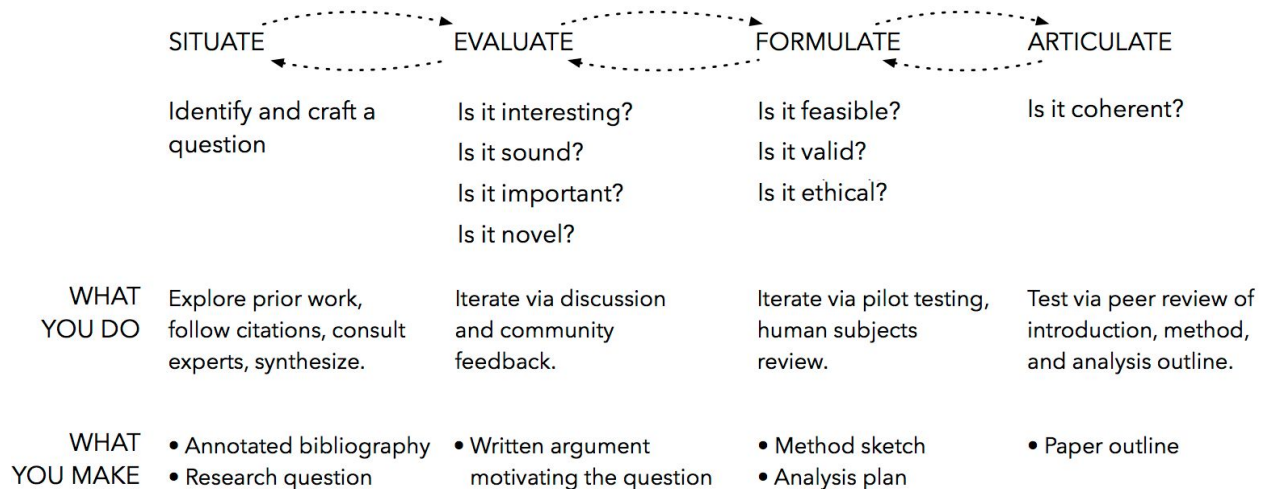 SITUATE EVALUATE FORMULATE ARTICULATE
Identify and craft a
question
Is it interesting?
Is it sound?
Is it important?
Is it novel?
Is it feasible?
Is it valid?
Is it ethical?
Is it coherent?
WHAT
YOU DO
Explore prior work,
follow citations, consult
experts, synthesize.
Iterate via discussion
and community
feedback.
Iterate via pilot testing,
human subjects
review.
Test via peer review of
introduction, method,
and analysis outline.
WHAT
YOU MAKE
• Annotated bibliography
• Research question
• Written argument
motivating the question
• Method sketch
• Analysis plan
• Paper outline